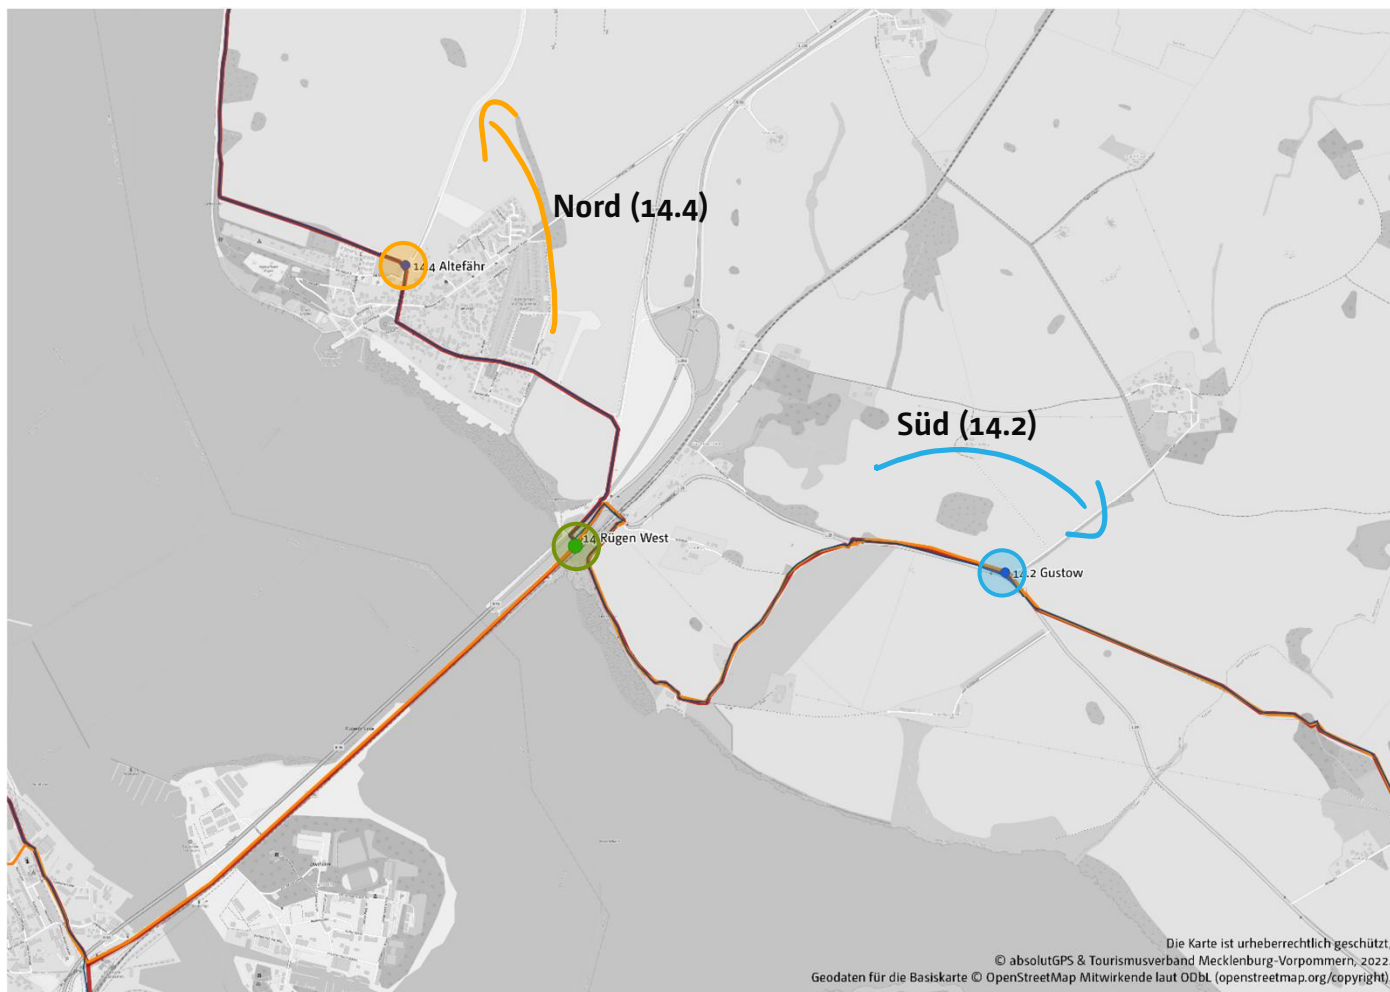 Nord (14.4)
14.4 Altefähr
Süd (14.2)
14 Rügen West
14.2 Gustow
Die Karte ist urheberrechtlich geschützt,
© absolutGPS & Tourismusverband Mecklenburg-Vorpommern, 2022.
Geodaten für die Basiskarte © OpenStreetMap Mitwirkende laut ODbL (openstreetmap.org/copyright)